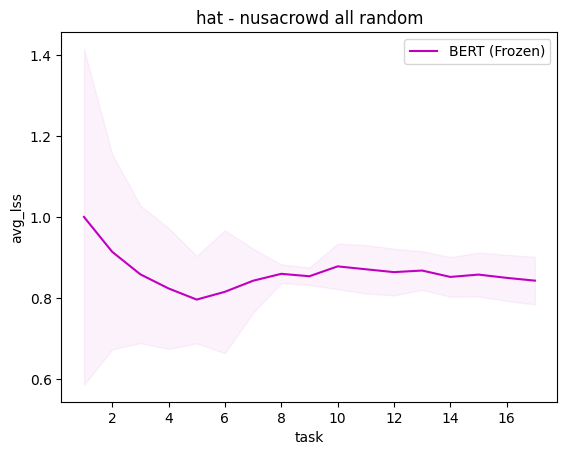 hat - nusacrowd all random
BERT (Frozen)
avg_lss
1.4
1.2
1.0
0.8
0.6
2 4 6 8 10 12 14 16
task